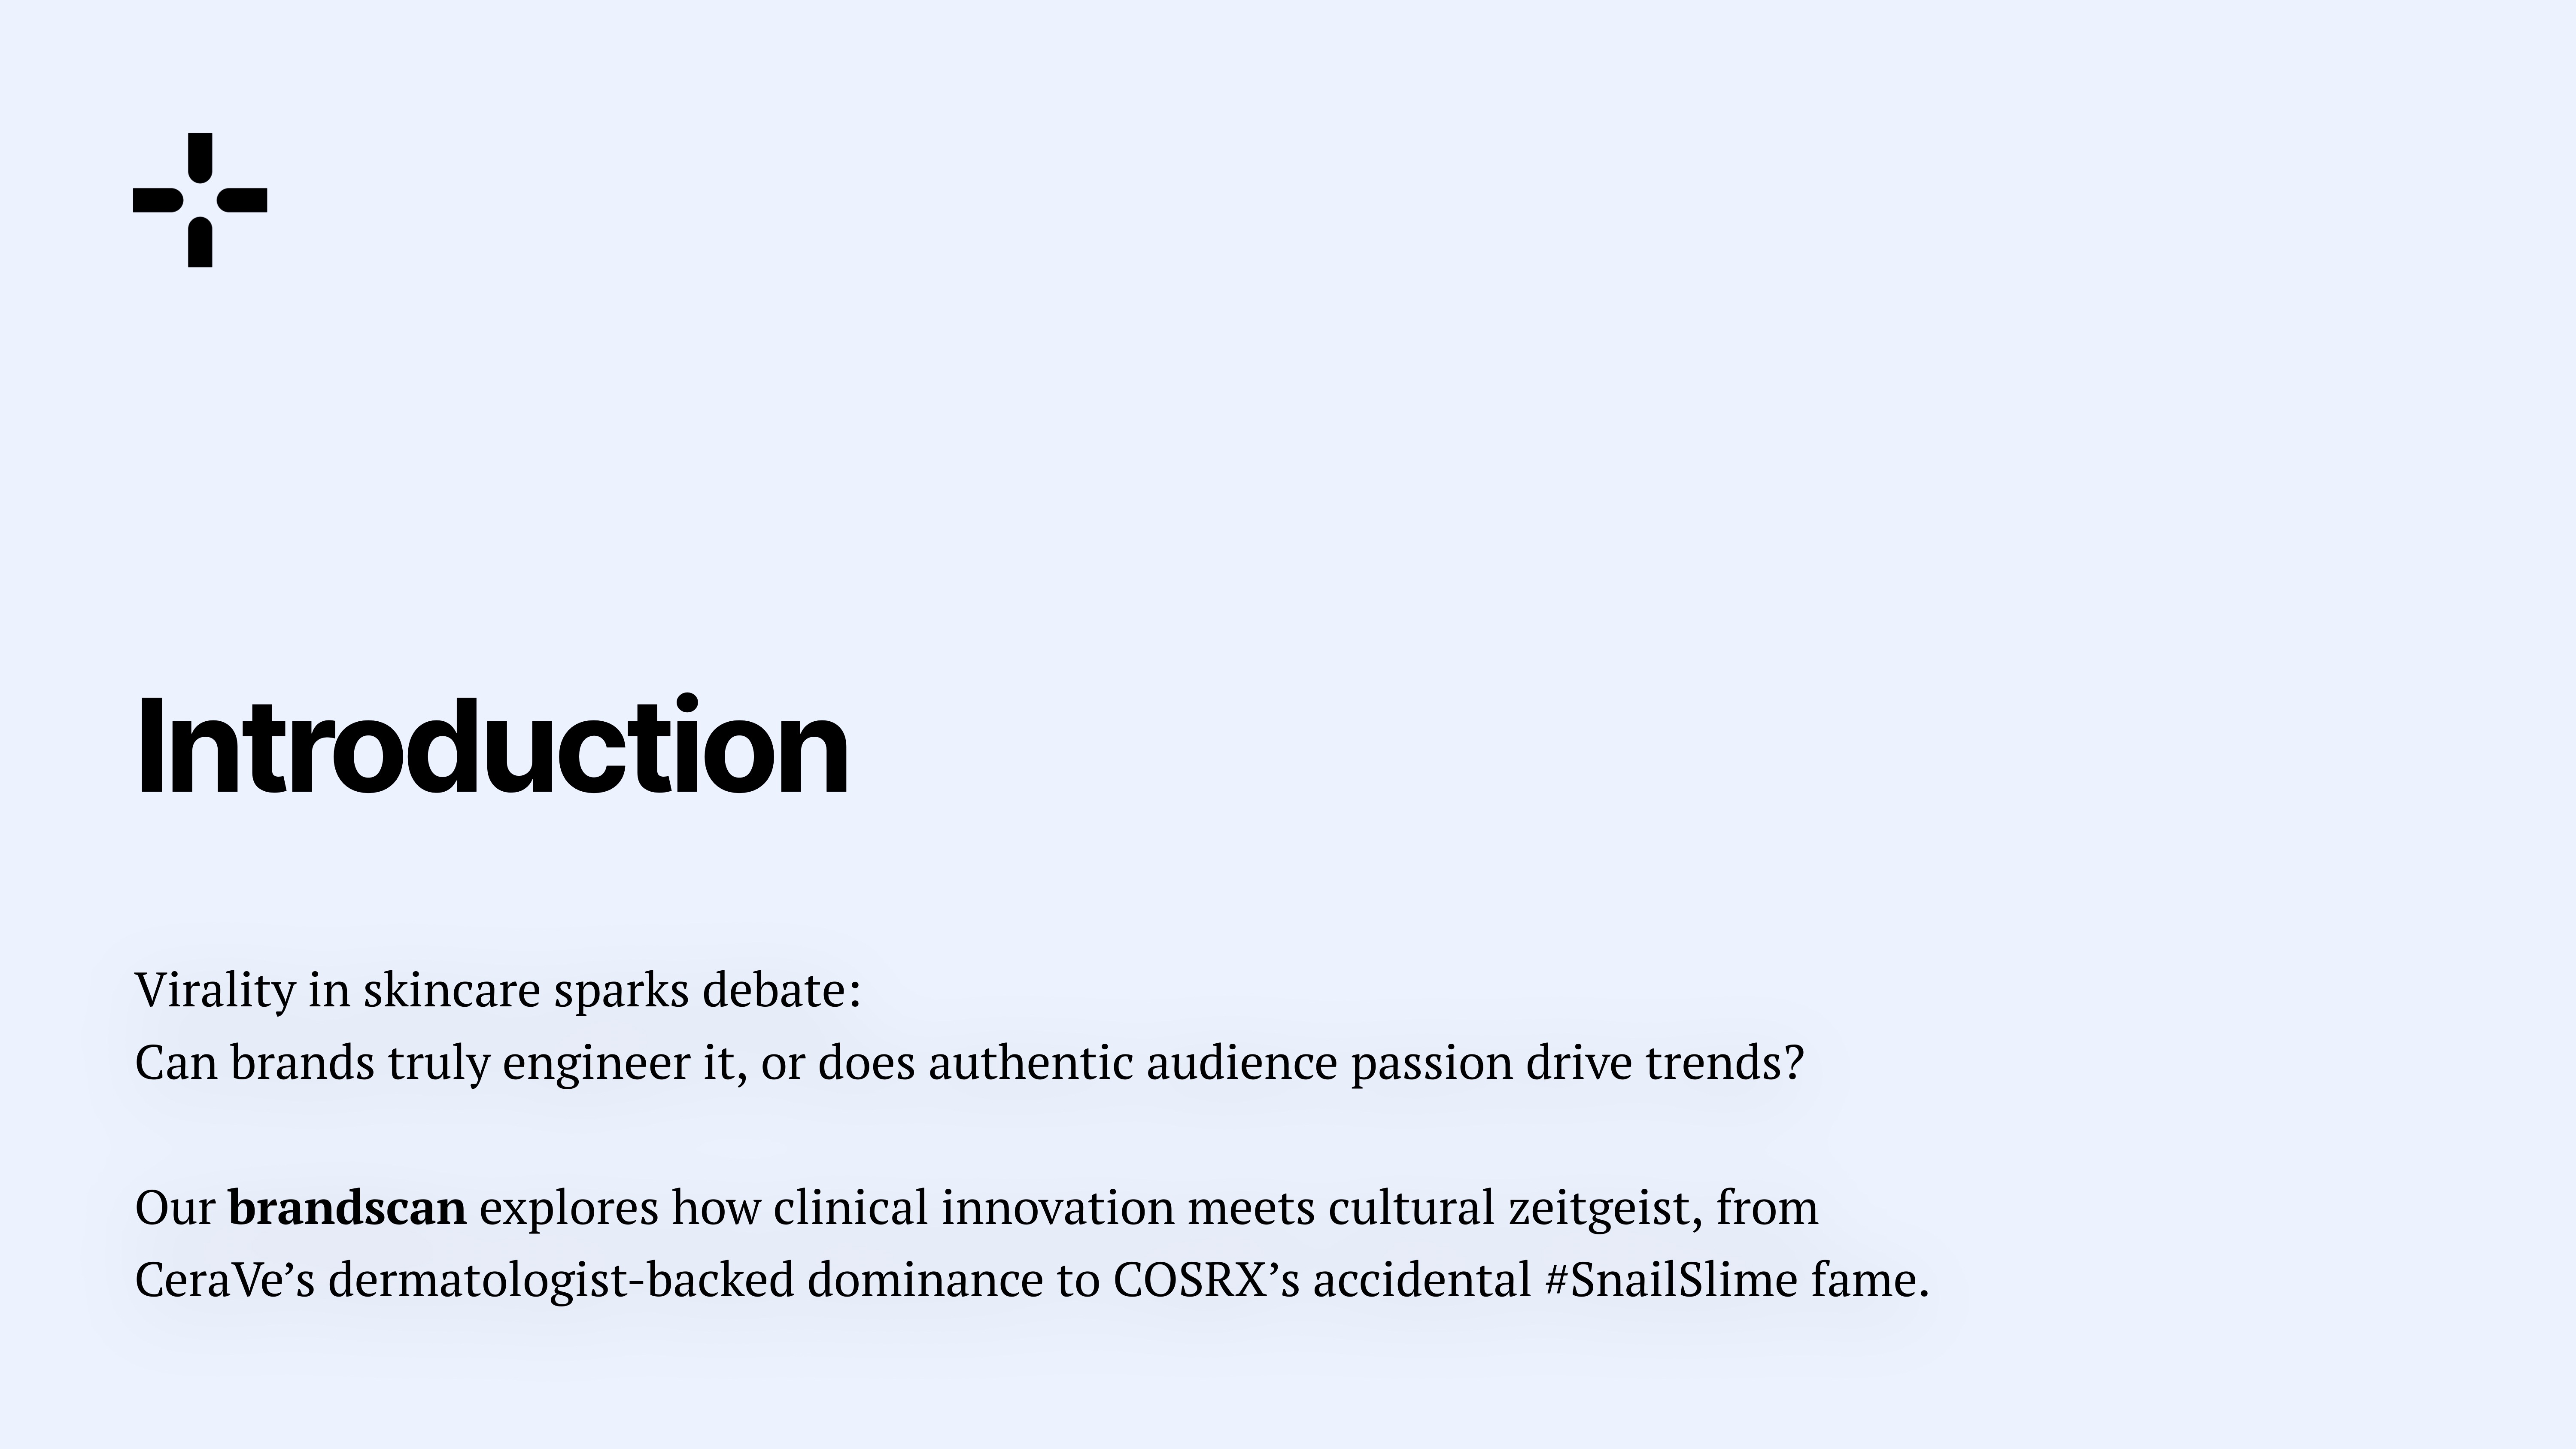 Introduction
Virality in skincare sparks debate:
Can brands truly engineer it, or does authentic audience passion drive trends?
Our brandscan explores how clinical innovation meets cultural zeitgeist, from
CeraVe’s dermatologist-backed dominance to COSRX’s accidental #SnailSlime fame.